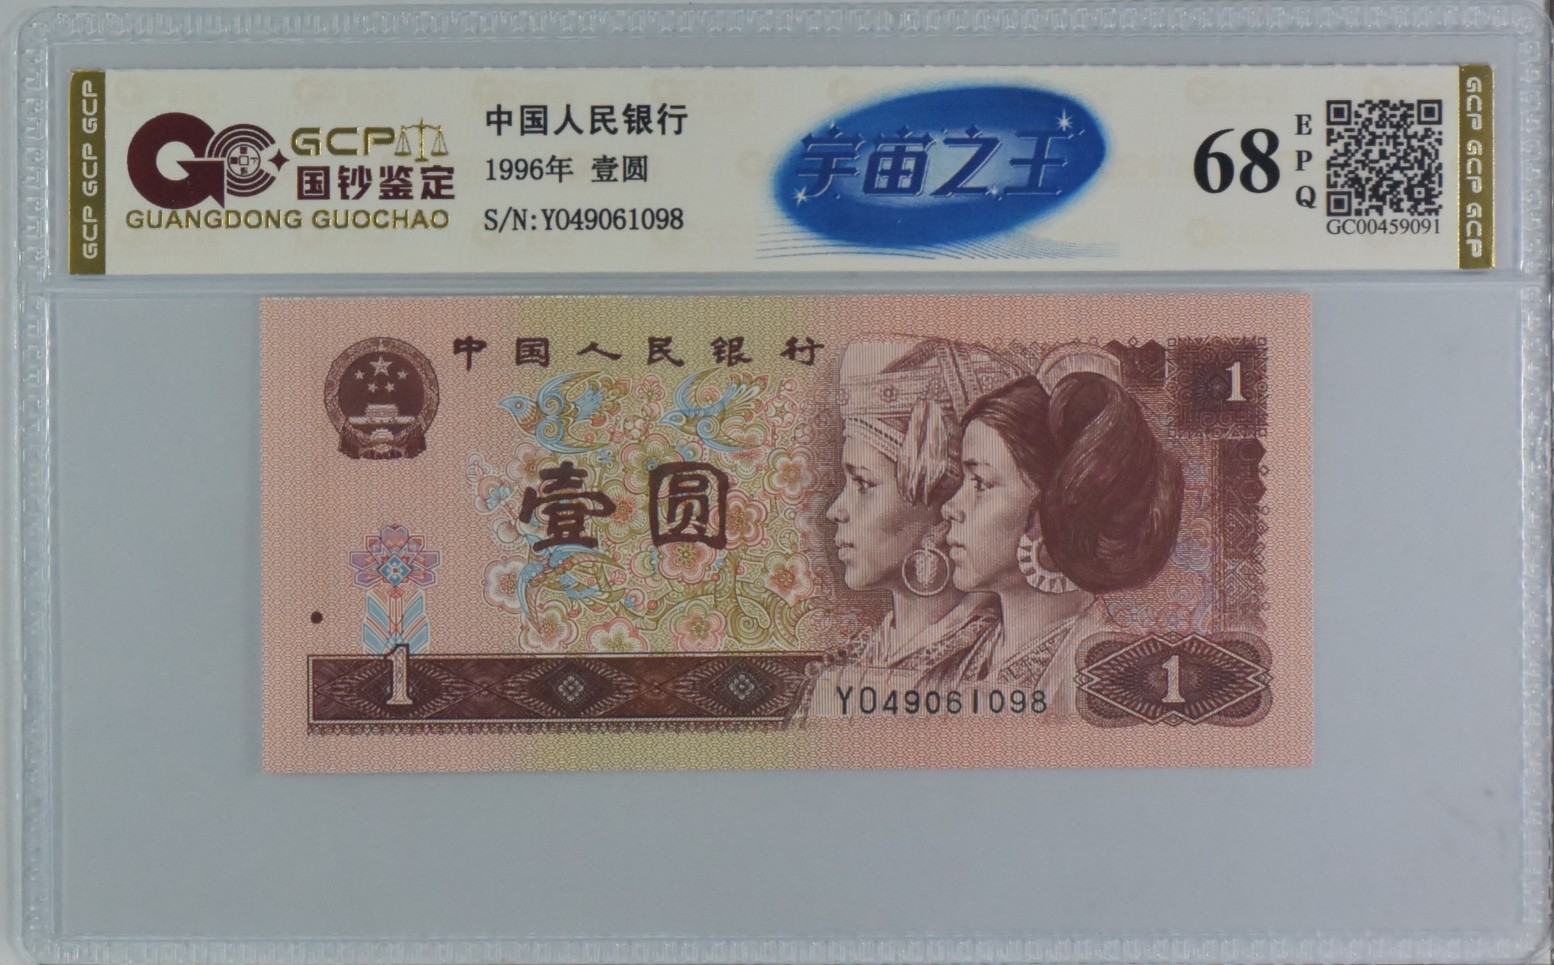 GCP GCP GCP
GCP
国钞鉴定
GUANGDONG GUOCHAO
中国人民银行
1996年 壹圆
S/N:Y049061098
宇宙之王
68
EPQ
GC00459091
GCP GCP GCP
中国人民银行
1
壹圆
1
YO49061098
1